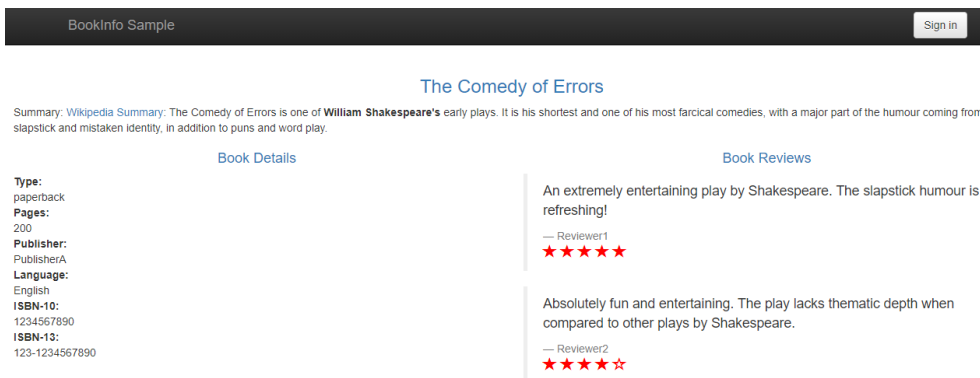 BookInfo Sample
Sign in
The Comedy of Errors
Summary: Wikipedia Summary: The Comedy of Errors is one of William Shakespeare's early plays. It is his shortest and one of his most farcical comedies, with a major part of the humour coming from
slapstick and mistaken identity, in addition to puns and word play.
Book Details
Type:
paperback
Pages:
200
Publisher:
PublisherA
Language:
English
ISBN-10:
1234567890
ISBN-13:
123-1234567890
Book Reviews
An extremely entertaining play by Shakespeare. The slapstick humour is
refreshing!
— Reviewer1
★★★★★
Absolutely fun and entertaining. The play lacks thematic depth when
compared to other plays by Shakespeare.
— Reviewer2
★★★★☆